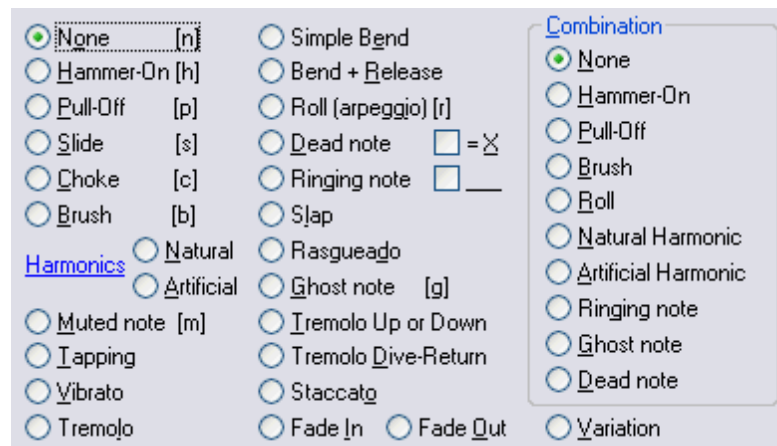 None [n]
Hammer-On [h]
Pull-Off [p]
Slide [s]
Choke [c]
Brush [b]
Harmonics
Natural
Artificial
Muted note [m]
Tapping
Vibrato
Tremolo
Simple Bend
Bend + Release
Roll (arpeggio) [r]
Dead note = X
Ringing note ___
Slap
Rasgueado
Ghost note [g]
Tremolo Up or Down
Tremolo Dive-Return
Staccato
Fade In Fade Out
Combination
None
Hammer-On
Pull-Off
Brush
Roll
Natural Harmonic
Artificial Harmonic
Ringing note
Ghost note
Dead note
Variation